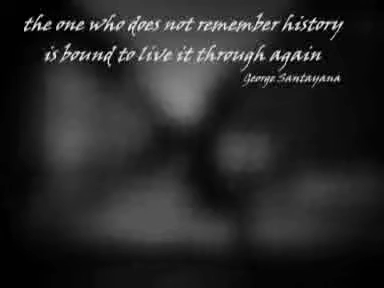 the one who does not remember history
is bound to live it through again
George Santayana